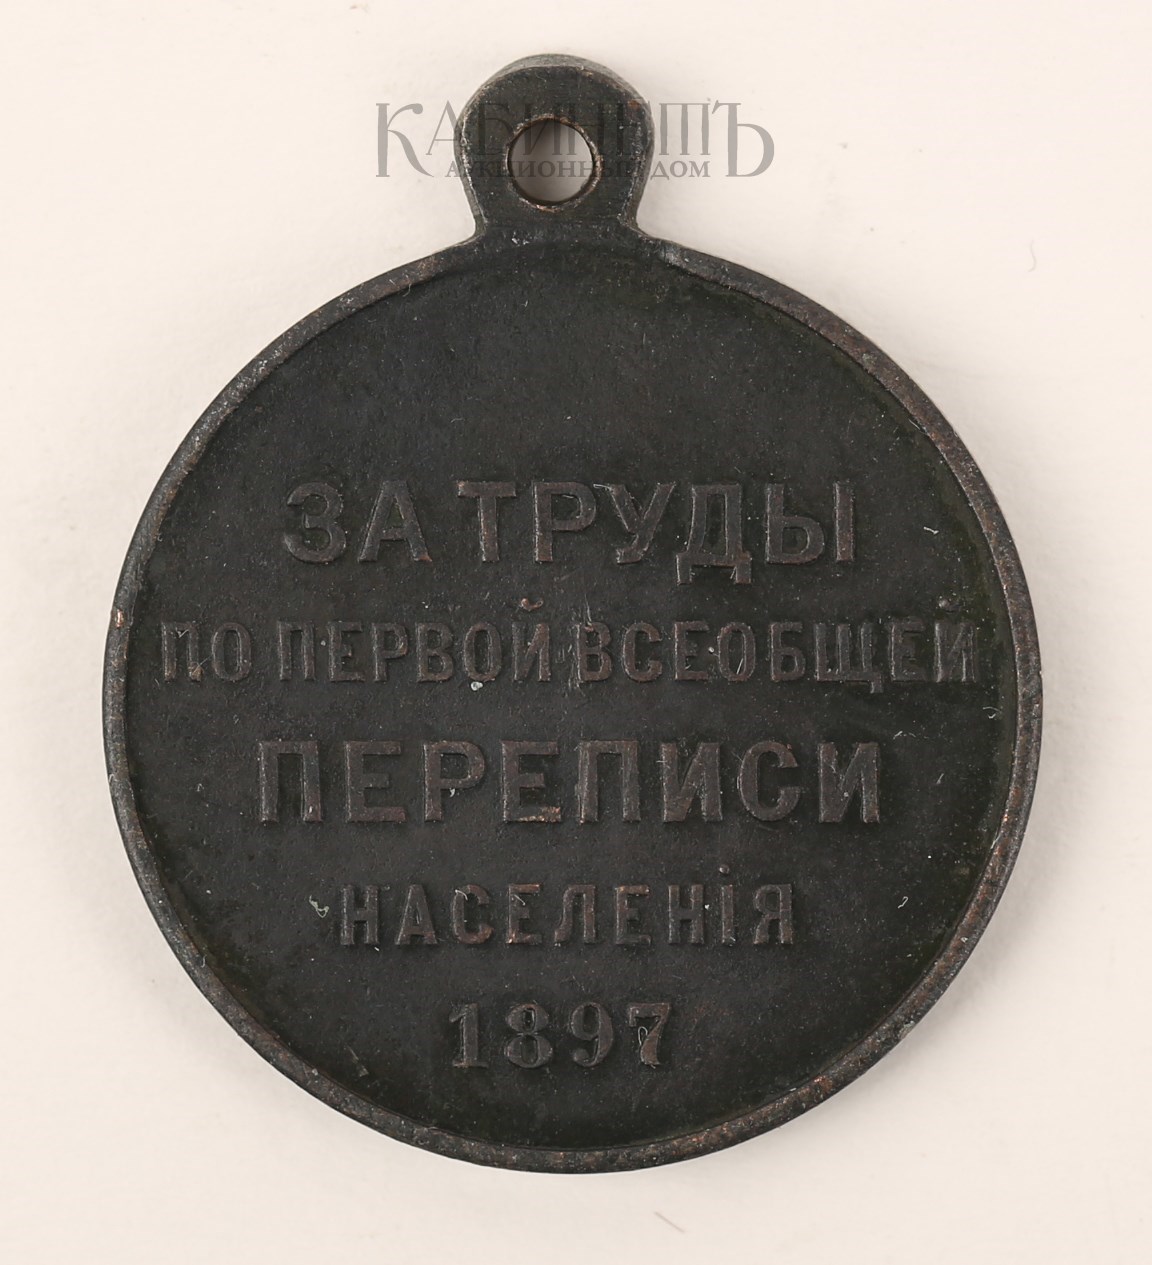 КАБИНЕТЪ
АУКЦИОННЫЙ ДОМ
ЗА ТРУДЫ
ПО ПЕРВОЙ ВСЕОБЩЕЙ
ПЕРЕПИСИ
НАСЕЛЕНІЯ
1897